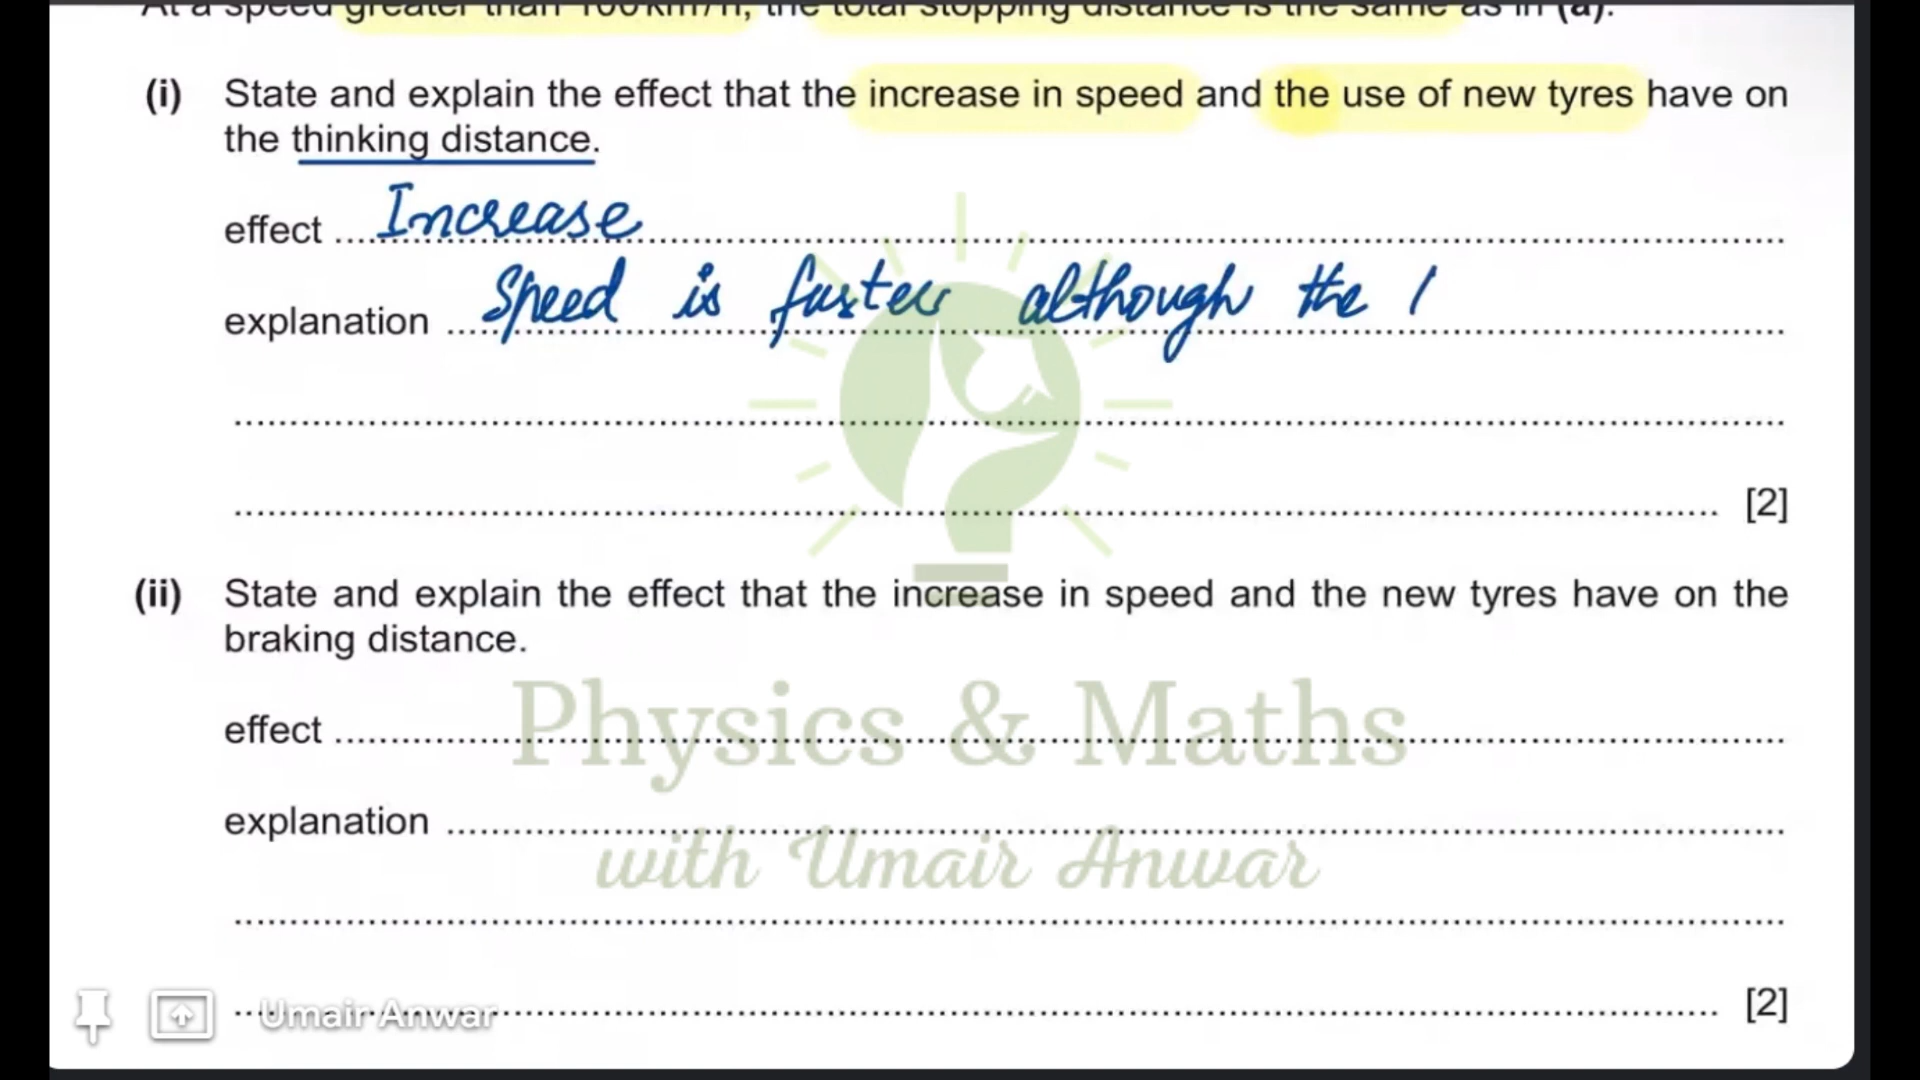 At a speed greater than 100 km/h, the total stopping distance is the same as in (a).
(i) State and explain the effect that the increase in speed and the use of new tyres have on
the thinking distance.
effect Increase
explanation Speed is faster although the
[2]
(ii) State and explain the effect that the increase in speed and the new tyres have on the
braking distance.
Physics & Maths
effect
explanation
with Umair Anwar
Umair Anwar
[2]